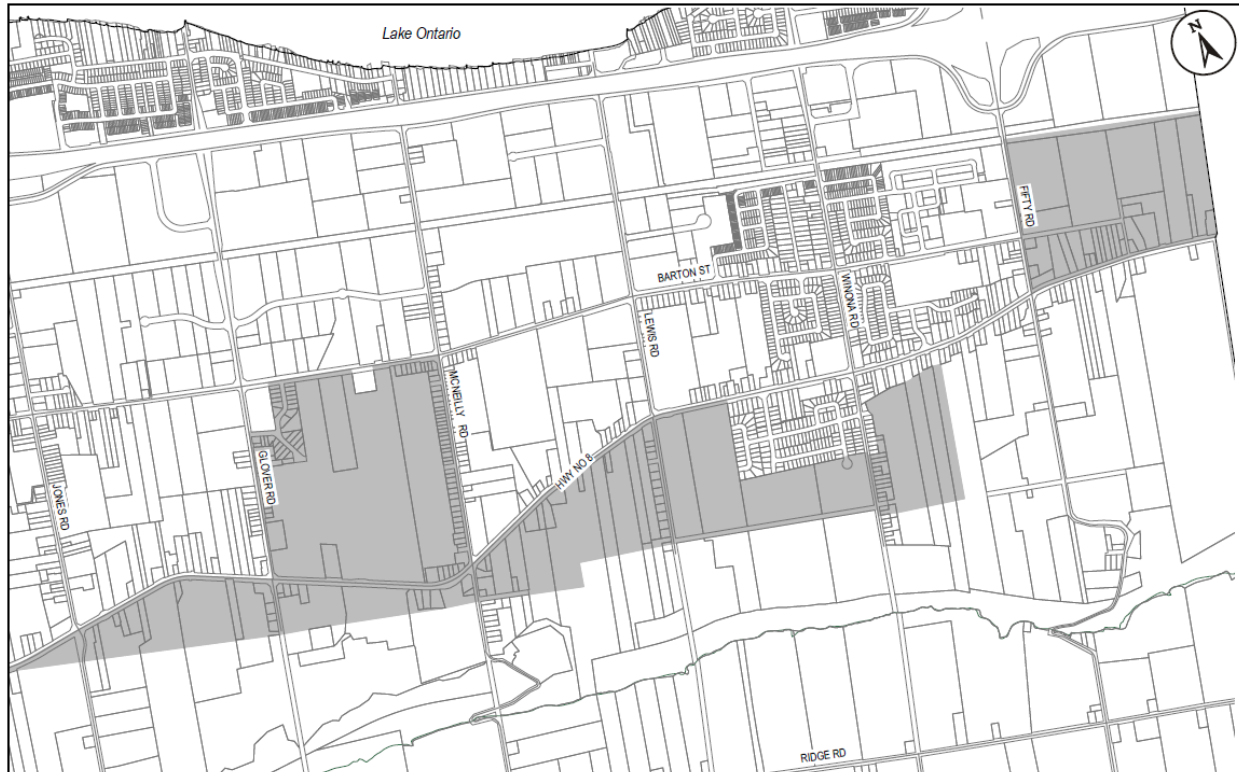 Lake Ontario
N
FIFTY RD
BARTON ST
WINONA RD
LEWIS RD
MCNEILLY RD
HWY NO 8
GLOVER RD
JONES RD
RIDGE RD